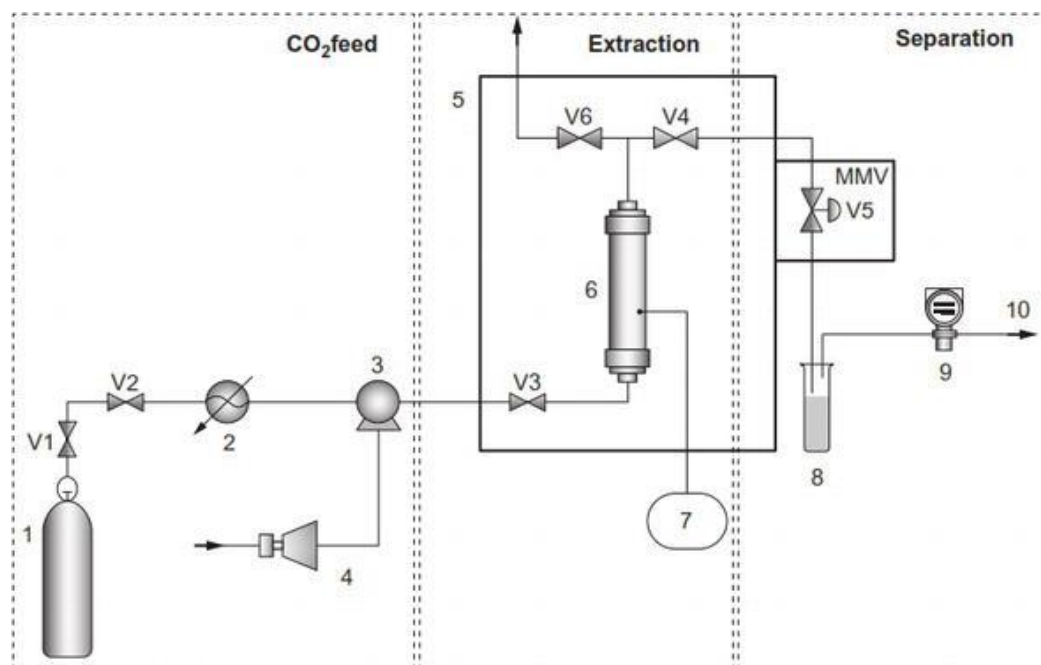 CO2feed
Extraction
Separation
5
V6
V4
MMV
V5
6
10
3
V2
V3
9
V1
2
8
1
7
4